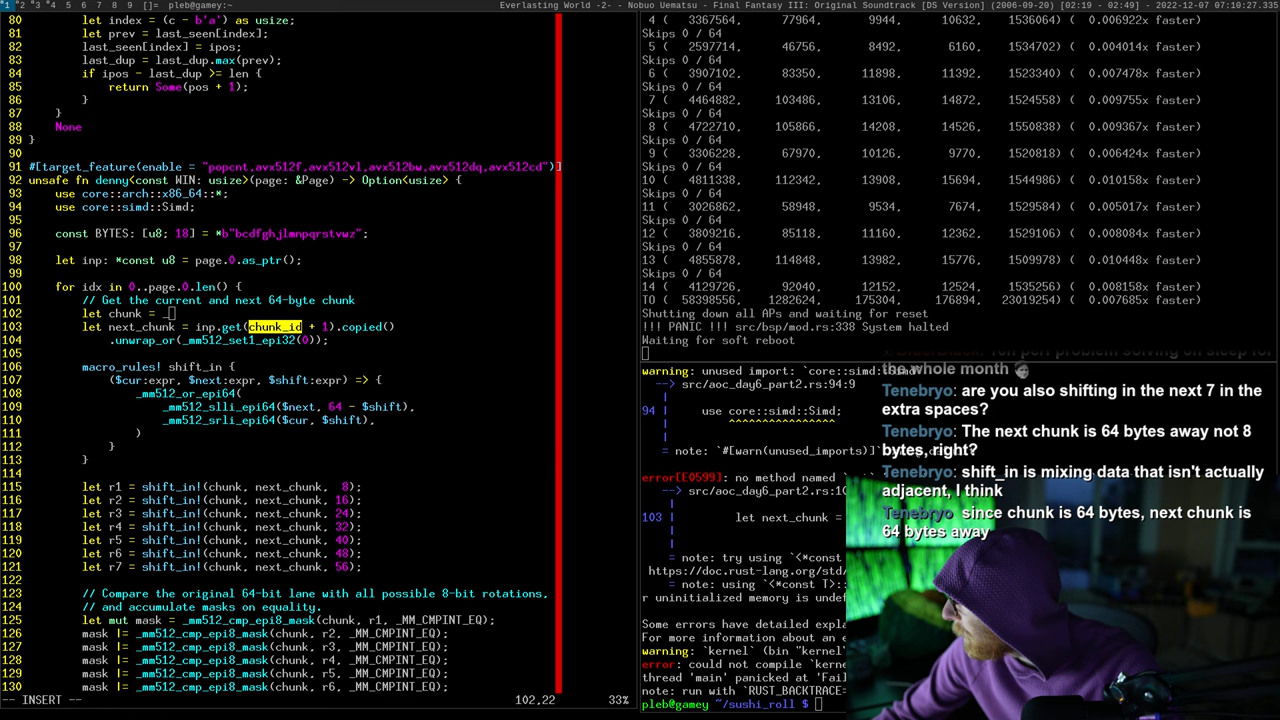 1 2 3 4 5 6 7 8 9 []= pleb@gamey:~ Everlasting World -2- - Nobuo Uematsu - Final Fantasy III: Original Soundtrack [DS Version] (2006-09-20) [02:19 - 02:49] - 2022-12-07 07:10:27.335
80         let index = (c - b'a') as usize;
81         let prev = last_seen[index];
82         last_seen[index] = ipos;
83         last_dup = last_dup.max(prev);
84         if ipos - last_dup >= len {
85             return Some(pos + 1);
86         }
87     }
88     None
89 }
90
91 #[target_feature(enable = "popcnt,avx512f,avx512vl,avx512bw,avx512dq,avx512cd")]
92 unsafe fn denny<const WIN: usize>(page: &Page) -> Option<usize> {
93     use core::arch::x86_64::*;
94     use core::simd::Simd;
95
96     const BYTES: [u8; 18] = *b"bcdfghjlmnpqrstvwz";
97
98     let inp: *const u8 = page.0.as_ptr();
99
100     for idx in 0..page.0.len() {
101         // Get the current and next 64-byte chunk
102         let chunk = _
103         let next_chunk = inp.get(chunk_id + 1).copied()
104             .unwrap_or(_mm512_set1_epi32(0));
105
106         macro_rules! shift_in {
107             ($cur:expr, $next:expr, $shift:expr) => {
108                 _mm512_or_epi64(
109                     _mm512_slli_epi64($next, 64 - $shift),
110                     _mm512_srli_epi64($cur, $shift),
111                 )
112             }
113         }
114
115         let r1 = shift_in!(chunk, next_chunk,  8);
116         let r2 = shift_in!(chunk, next_chunk, 16);
117         let r3 = shift_in!(chunk, next_chunk, 24);
118         let r4 = shift_in!(chunk, next_chunk, 32);
119         let r5 = shift_in!(chunk, next_chunk, 40);
120         let r6 = shift_in!(chunk, next_chunk, 48);
121         let r7 = shift_in!(chunk, next_chunk, 56);
122
123         // Compare the original 64-bit lane with all possible 8-bit rotations,
124         // and accumulate masks on equality.
125         let mut mask = _mm512_cmp_epi8_mask(chunk, r1, _MM_CMPINT_EQ);
126         mask |= _mm512_cmp_epi8_mask(chunk, r2, _MM_CMPINT_EQ);
127         mask |= _mm512_cmp_epi8_mask(chunk, r3, _MM_CMPINT_EQ);
128         mask |= _mm512_cmp_epi8_mask(chunk, r4, _MM_CMPINT_EQ);
129         mask |= _mm512_cmp_epi8_mask(chunk, r5, _MM_CMPINT_EQ);
130         mask |= _mm512_cmp_epi8_mask(chunk, r6, _MM_CMPINT_EQ);
-- INSERT -- 102,22 33%
4 ( 3367564, 77964, 9944, 10632, 1536064) ( 0.006922x faster)
Skips 0 / 64
5 ( 2597714, 46756, 8492, 6160, 1534702) ( 0.004014x faster)
Skips 0 / 64
6 ( 3907102, 83350, 11898, 11392, 1523340) ( 0.007478x faster)
Skips 0 / 64
7 ( 4464882, 103486, 13106, 14872, 1524558) ( 0.009755x faster)
Skips 0 / 64
8 ( 4722710, 105866, 14208, 14526, 1550838) ( 0.009367x faster)
Skips 0 / 64
9 ( 3306228, 67970, 10126, 9770, 1520818) ( 0.006424x faster)
Skips 0 / 64
10 ( 4811338, 112342, 13908, 15694, 1544986) ( 0.010158x faster)
Skips 0 / 64
11 ( 3026862, 58948, 9534, 7674, 1529584) ( 0.005017x faster)
Skips 0 / 64
12 ( 3809216, 85118, 11160, 12362, 1529106) ( 0.008084x faster)
Skips 0 / 64
13 ( 4855878, 114848, 13982, 15776, 1509978) ( 0.010448x faster)
Skips 0 / 64
14 ( 4129726, 92040, 12152, 12524, 1535256) ( 0.008158x faster)
TO ( 58398556, 1282624, 175304, 176894, 23019254) ( 0.007685x faster)
Shutting down all APs and waiting for reset
!!! PANIC !!! src/bsp/mod.rs:338 System halted
Waiting for soft reboot
warning: unused import: `core::simd::Simd`
--> src/aoc_day6_part2.rs:94:9
|
94 |     use core::simd::Simd;
|         ^^^^^^^^^^^^^^^^
|
= note: `#[warn(unused_imports)]`
error[E0599]: no method named
--> src/aoc_day6_part2.rs:10
|
103 |         let next_chunk =
|
|
= note: try using `<*const
https://doc.rust-lang.org/std/
= note: using `<*const T>::
r uninitialized memory is undef
Some errors have detailed expla
For more information about an e
warning: `kernel` (bin "kernel"
error: could not compile `kerne
thread 'main' panicked at 'Fail
note: run with `RUST_BACKTRACE=
pleb@gamey ~/sushi_roll $
the whole month
Tenebryo: are you also shifting in the next 7 in the
extra spaces?
Tenebryo: The next chunk is 64 bytes away not 8
bytes, right?
Tenebryo: shift_in is mixing data that isn't actually
adjacent, I think
Tenebryo: since chunk is 64 bytes, next chunk is
64 bytes away